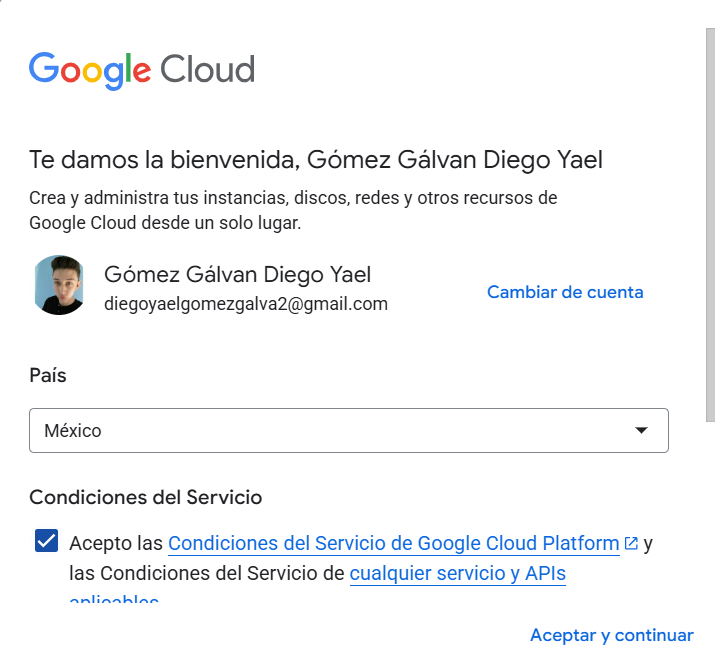 Google Cloud
Te damos la bienvenida, Gómez Gálvan Diego Yael
Crea y administra tus instancias, discos, redes y otros recursos de
Google Cloud desde un solo lugar.
Gómez Gálvan Diego Yael
diegoyaelgomezgalva2@gmail.com
Cambiar de cuenta
País
México
Condiciones del Servicio
Acepto las Condiciones del Servicio de Google Cloud Platform y
las Condiciones del Servicio de cualquier servicio y APIs
aplicables
Aceptar y continuar